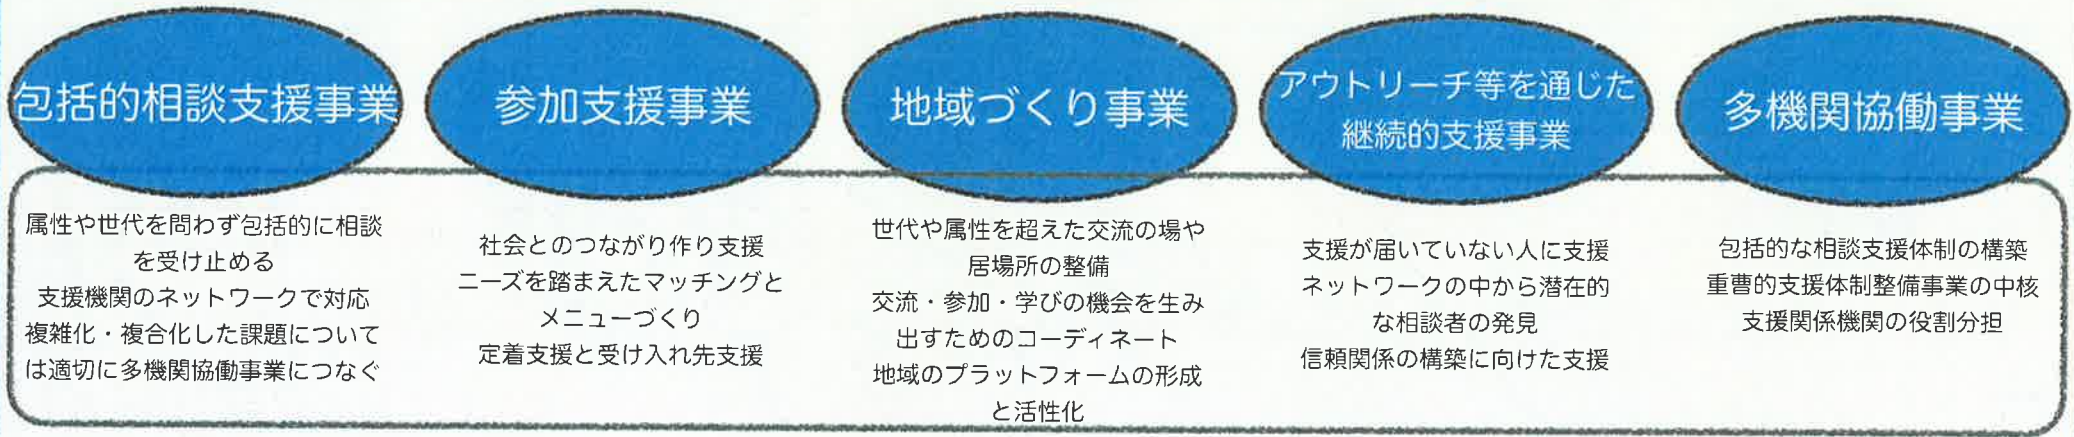 包括的相談支援事業
属性や世代を問わず包括的に相談
を受け止める
支援機関のネットワークで対応
複雑化・複合化した課題について
は適切に多機関協働事業につなぐ
参加支援事業
社会とのつながり作り支援
ニーズを踏まえたマッチングと
メニューづくり
定着支援と受け入れ先支援
地域づくり事業
世代や属性を超えた交流の場や
居場所の整備
交流・参加・学びの機会を生み
出すためのコーディネート
地域のプラットフォームの形成
と活性化
アウトリーチ等を通じた
継続的支援事業
支援が届いていない人に支援
ネットワークの中から潜在的
な相談者の発見
信頼関係の構築に向けた支援
多機関協働事業
包括的な相談支援体制の構築
重曹的支援体制整備事業の中核
支援関係機関の役割分担